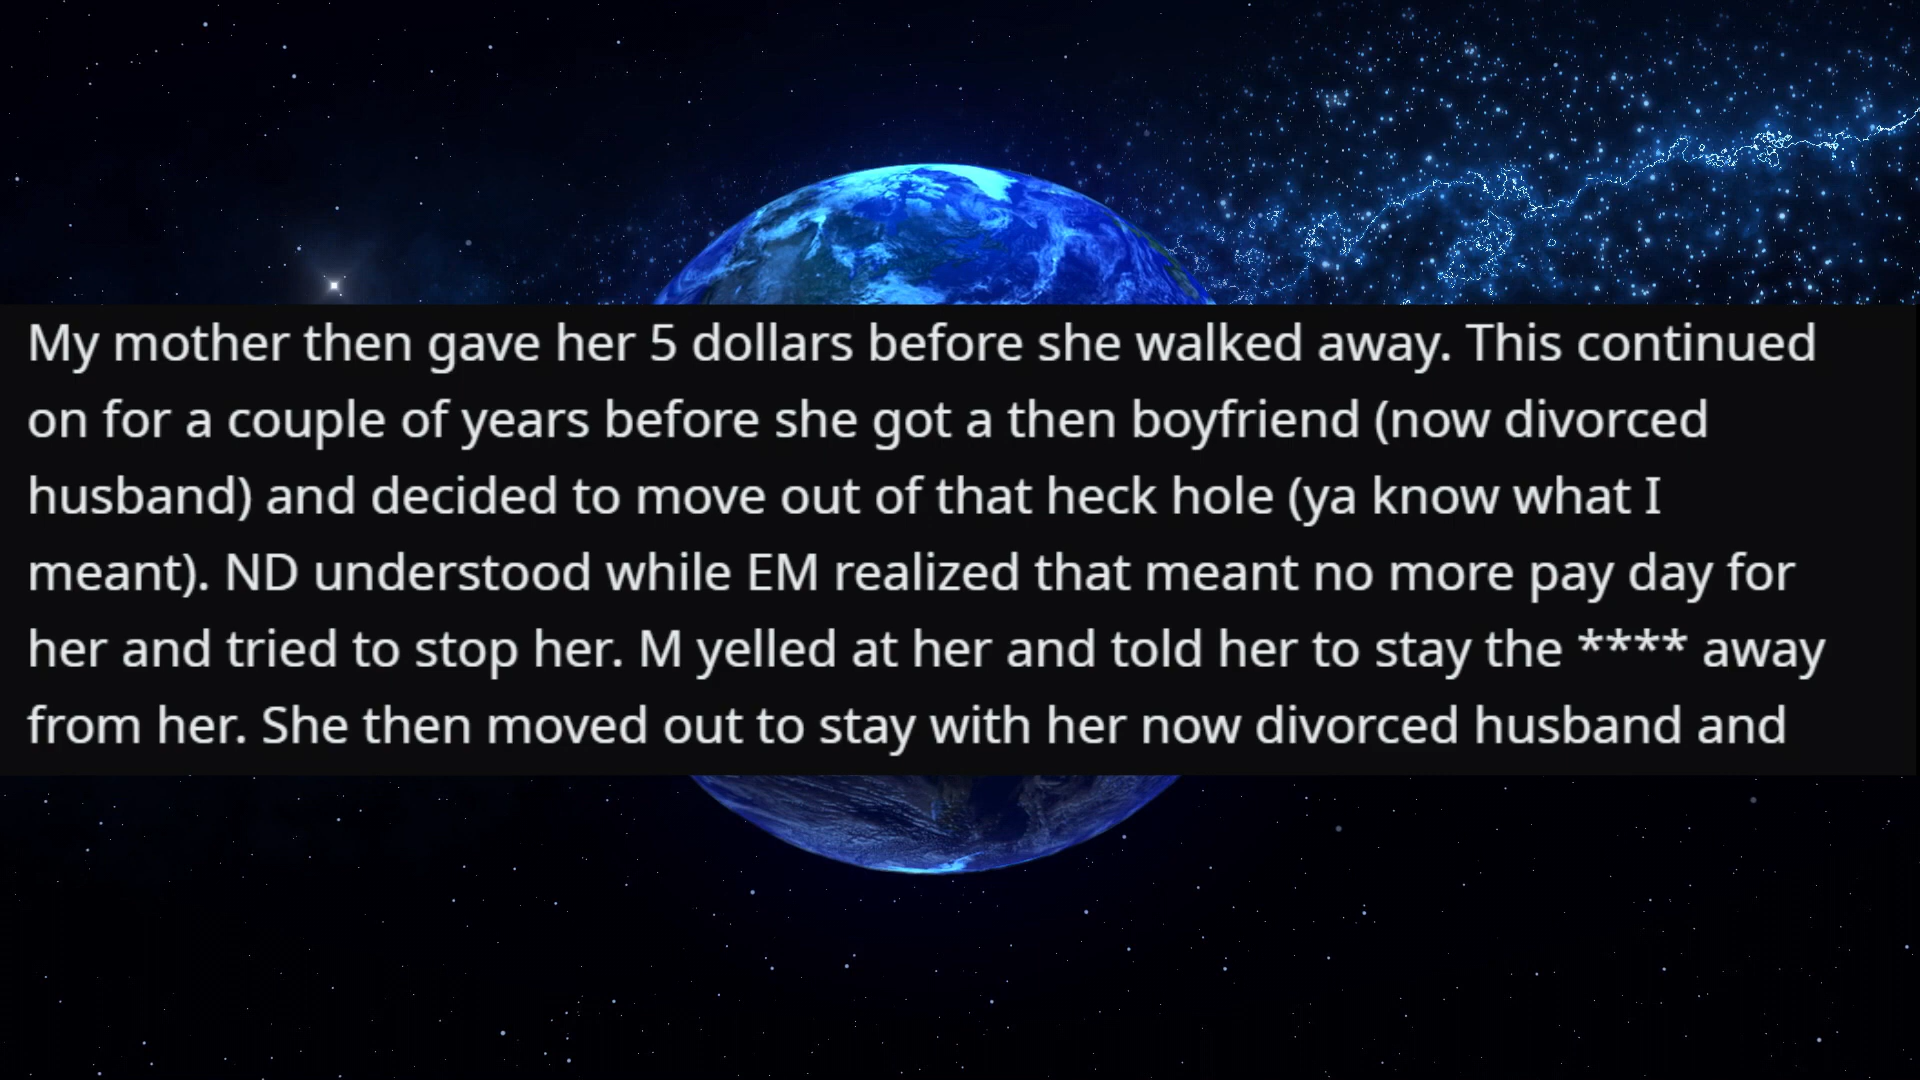 My mother then gave her 5 dollars before she walked away. This continued
on for a couple of years before she got a then boyfriend (now divorced
husband) and decided to move out of that heck hole (ya know what I
meant). ND understood while EM realized that meant no more pay day for
her and tried to stop her. M yelled at her and told her to stay the **** away
from her. She then moved out to stay with her now divorced husband and